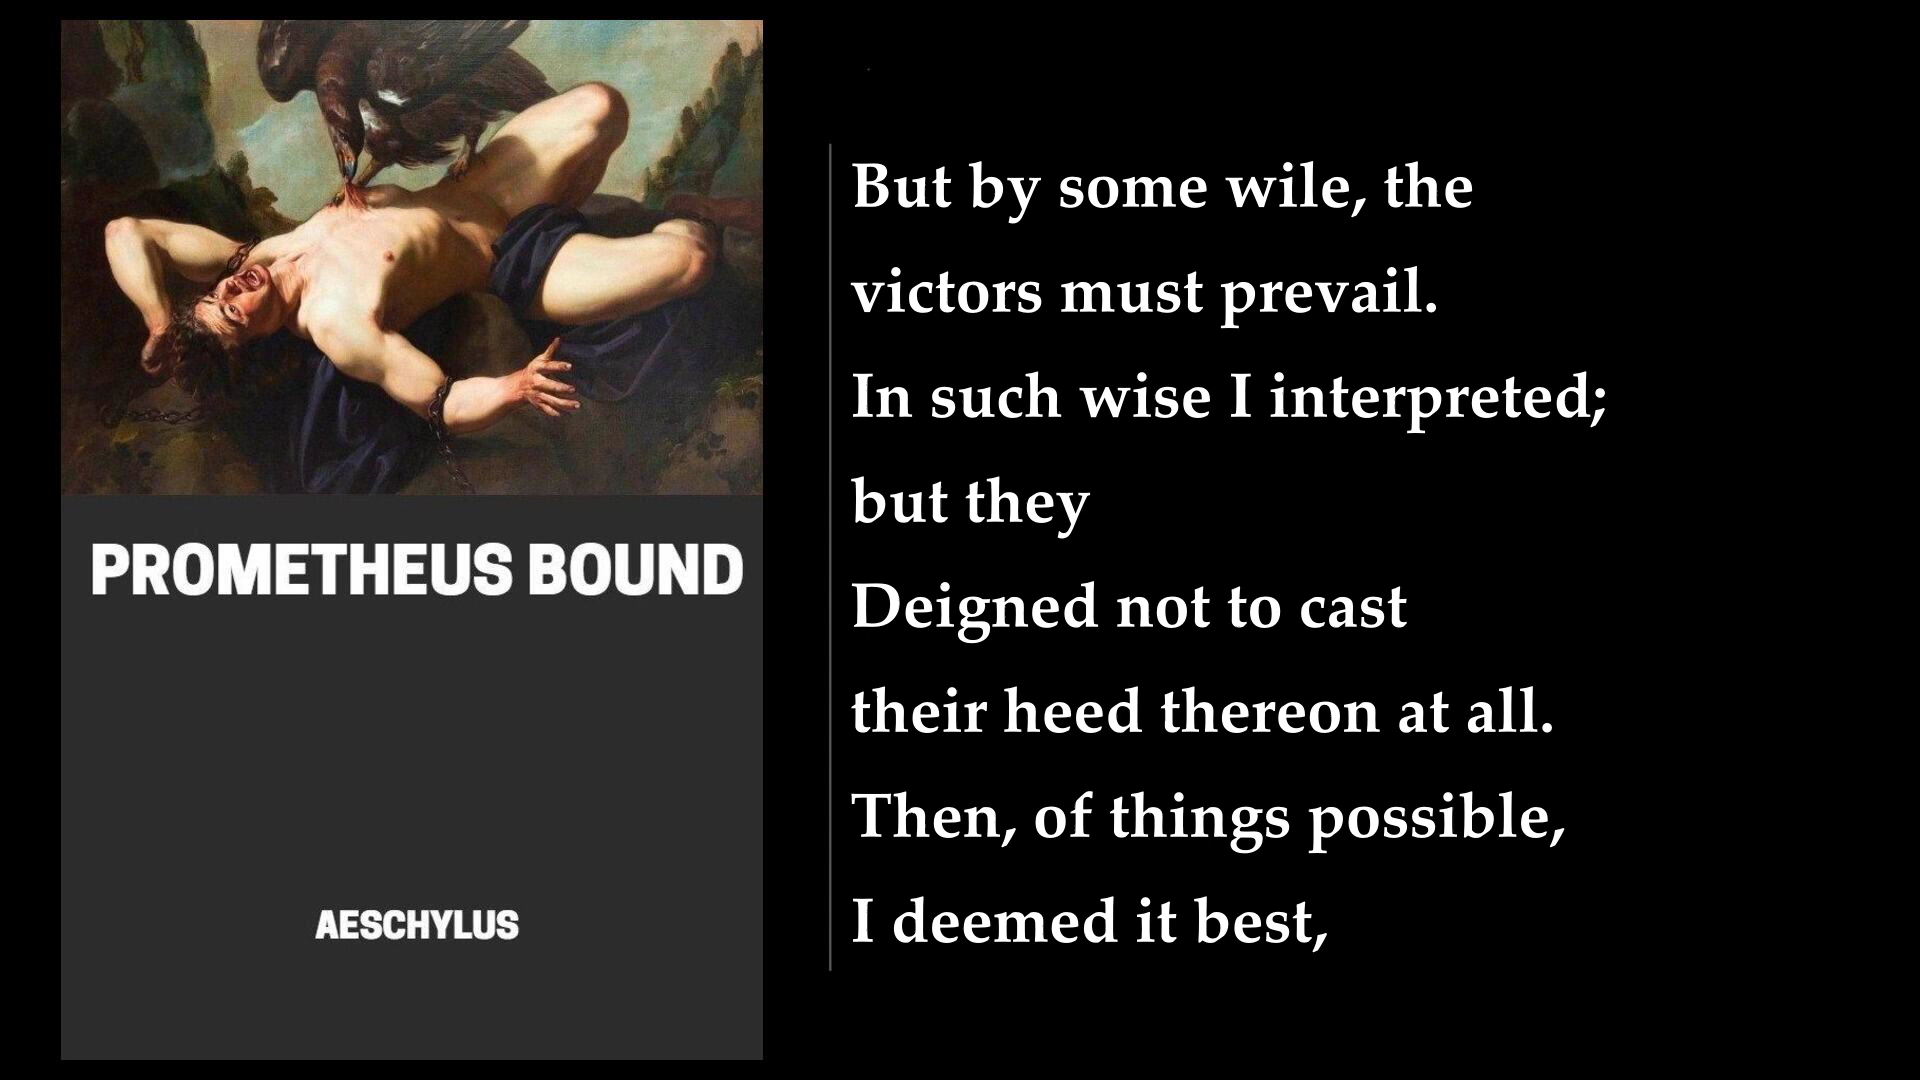 PROMETHEUS BOUND
AESCHYLUS
But by some wile, the
victors must prevail.
In such wise I interpreted;
but they
Deigned not to cast
their heed thereon at all.
Then, of things possible,
I deemed it best,